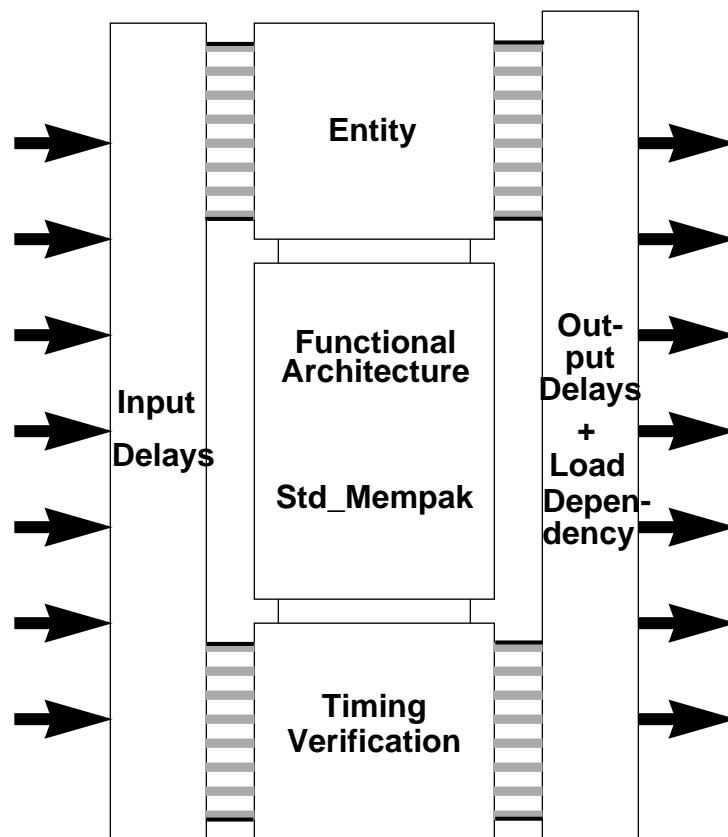 Entity
Functional
Architecture
Std_Mempak
Timing
Verification
Input
Delays
Out-
put
Delays
+
Load
Depen-
dency